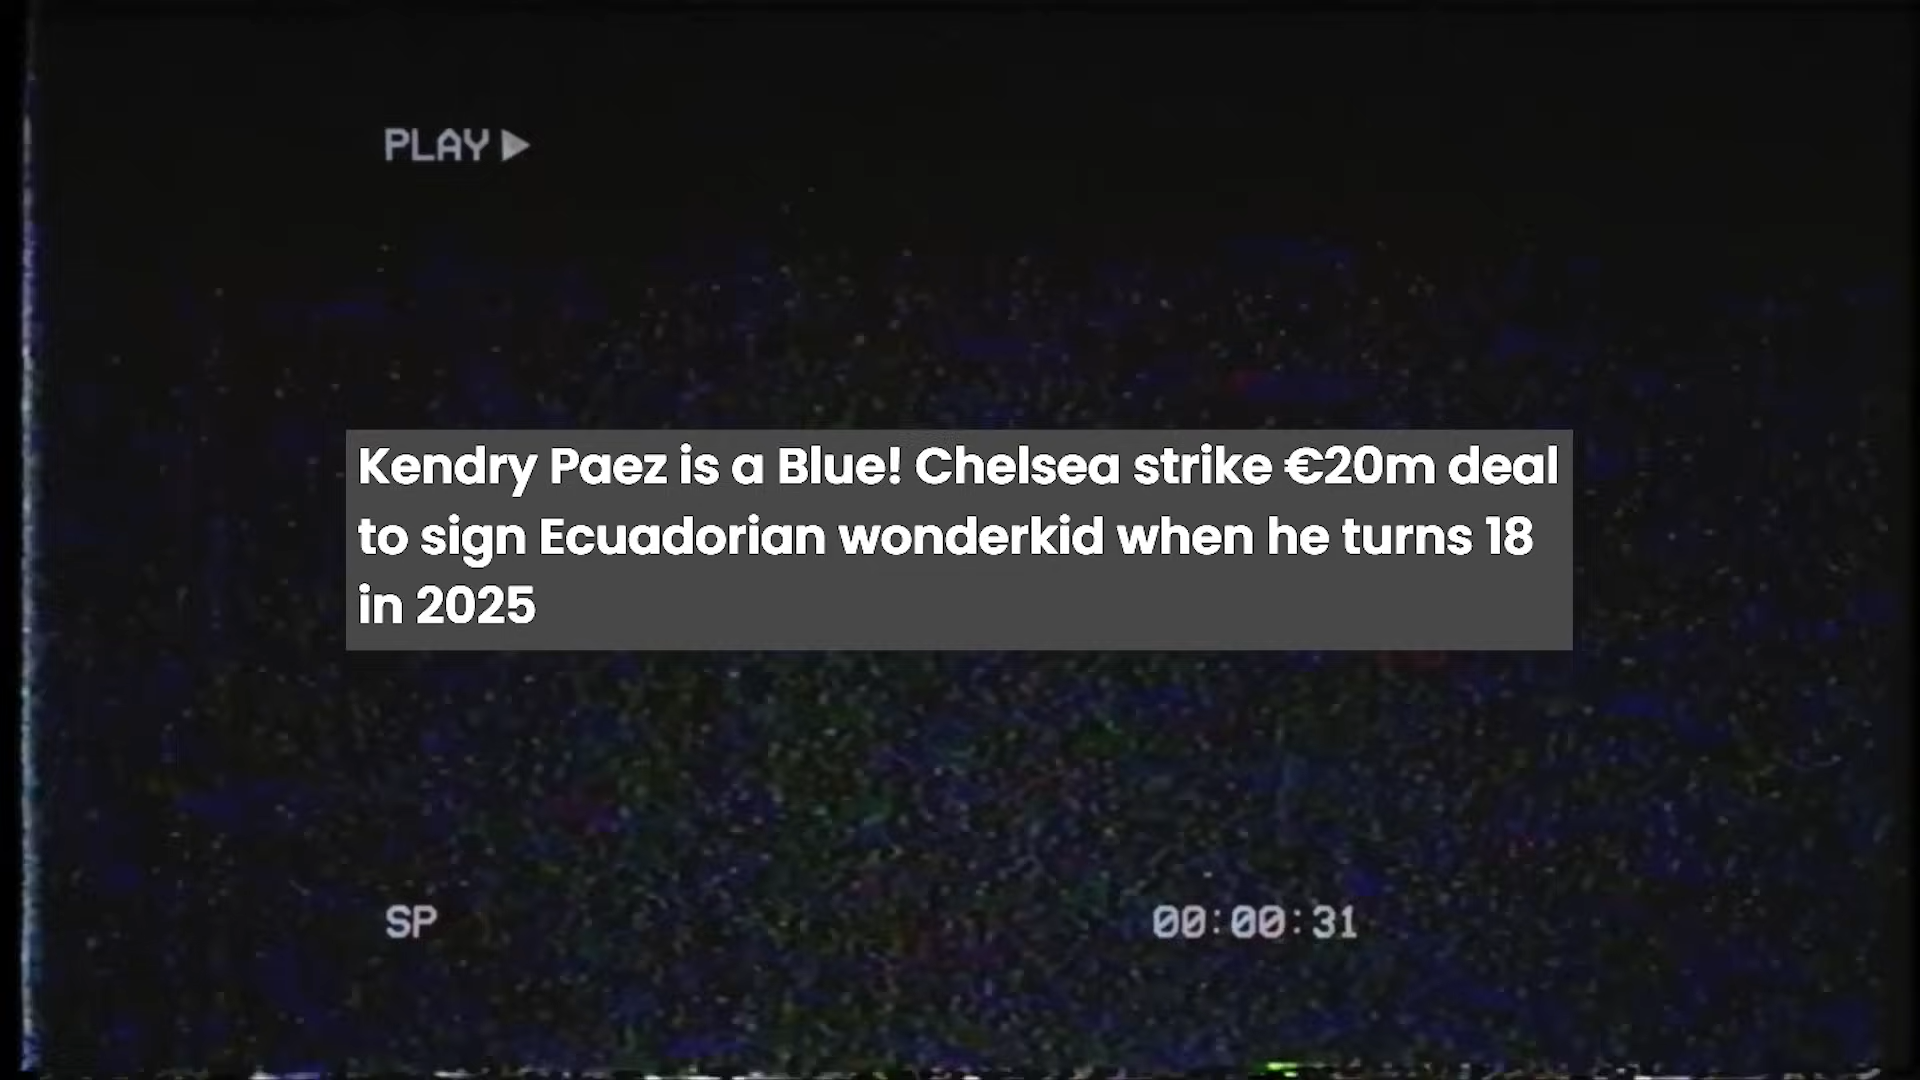 PLAY
Kendry Paez is a Blue! Chelsea strike €20m deal
to sign Ecuadorian wonderkid when he turns 18
in 2025
SP 00:00:31